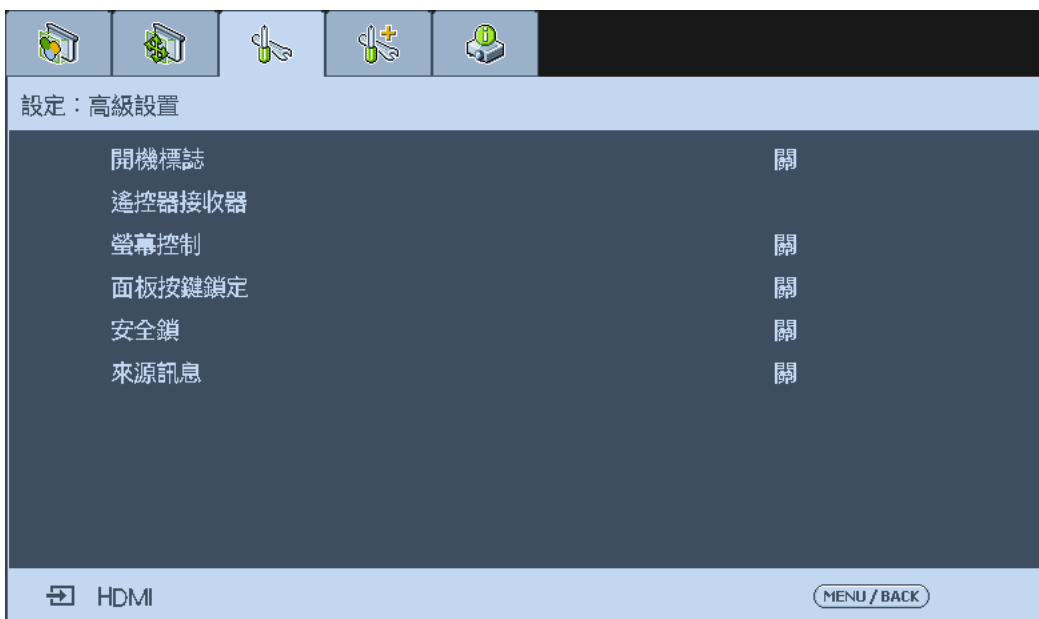 設定：高級設置
開機標誌 關
遙控器接收器
螢幕控制 關
面板按鍵鎖定 關
安全鎖 關
來源訊息 關
HDMI MENU/BACK